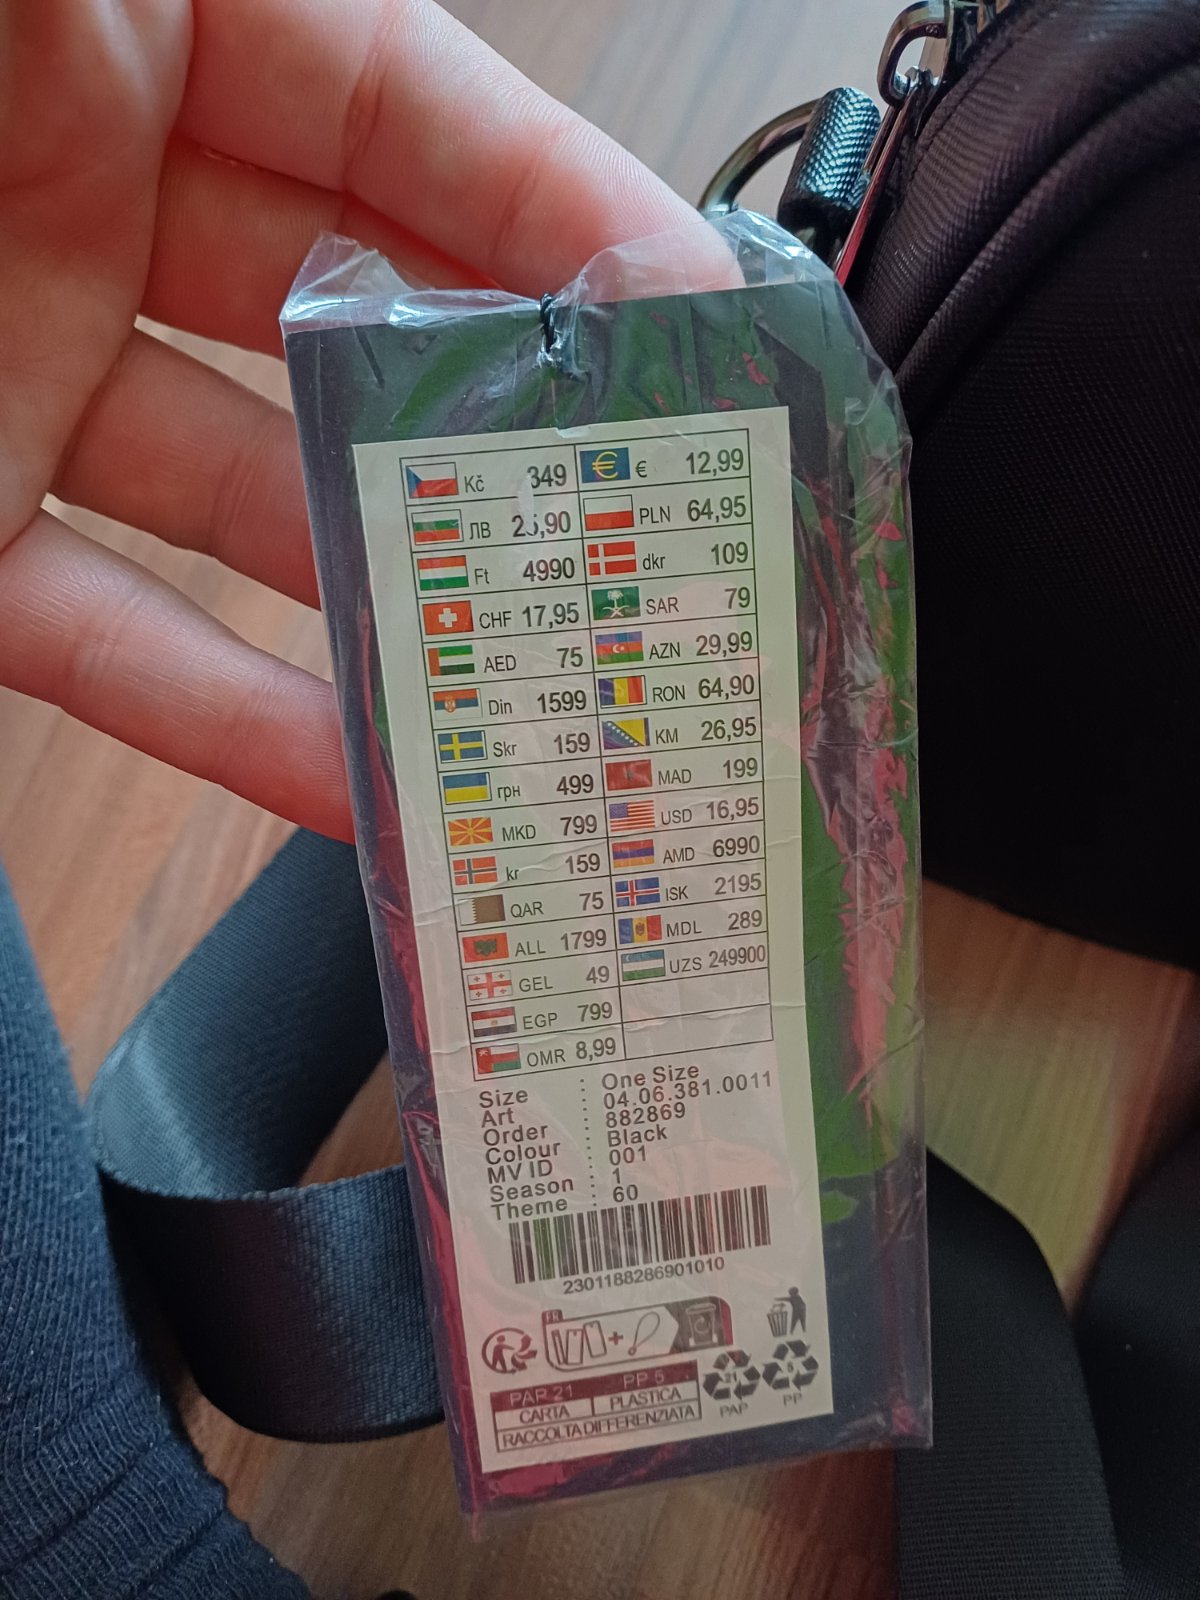 Kč 349 € 12,99
ЛВ 25,90 PLN 64,95
Ft 4990 dkr 109
CHF 17,95 SAR 79
AED 75 AZN 29,99
Din 1599 RON 64,90
Skr 159 KM 26,95
грн 499 MAD 199
MKD 799 USD 16,95
kr 159 AMD 6990
QAR 75 ISK 2195
ALL 1799 MDL 289
GEL 49 UZS 249900
EGP 799
OMR 8,99
Size : One Size
Art : 04.06.381.0011
Order : 882869
Colour : Black
MV ID : 001
Season : 1
Theme : 60
2301188286901010
FR
+
PAP 21 PP 5
CARTA PLASTICA
RACCOLTA DIFFERENZIATA
21
PAP
5
PP